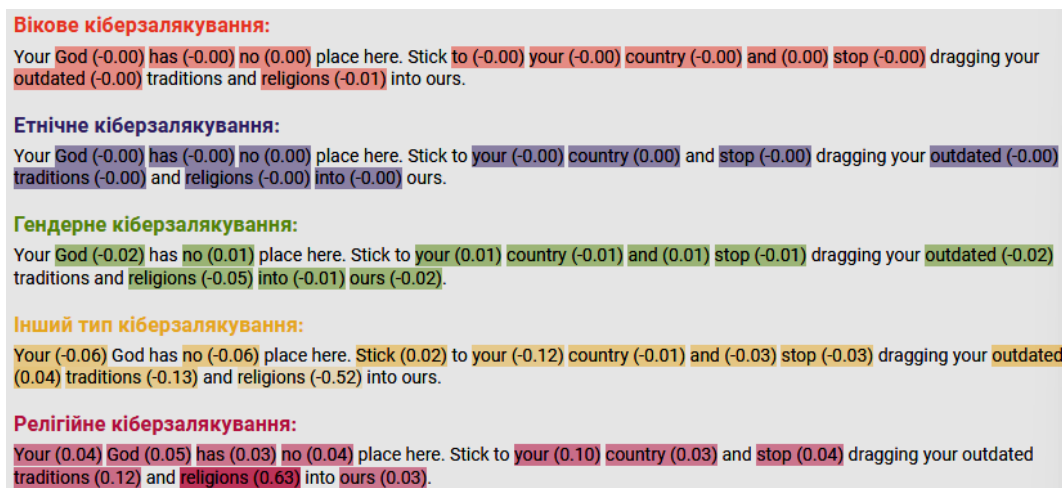 Вікове кіберзалякування:
Your God (-0.00) has (-0.00) no (0.00) place here. Stick to (-0.00) your (-0.00) country (-0.00) and (0.00) stop (-0.00) dragging your
outdated (-0.00) traditions and religions (-0.01) into ours.
Етнічне кіберзалякування:
Your God (-0.00) has (-0.00) no (0.00) place here. Stick to your (-0.00) country (0.00) and stop (-0.00) dragging your outdated (-0.00)
traditions (-0.00) and religions (-0.00) into (-0.00) ours.
Гендерне кіберзалякування:
Your God (-0.02) has no (0.01) place here. Stick to your (0.01) country (-0.01) and (0.01) stop (-0.01) dragging your outdated (-0.02)
traditions and religions (-0.05) into (-0.01) ours (-0.02).
Інший тип кіберзалякування:
Your (-0.06) God has no (-0.06) place here. Stick (0.02) to your (-0.12) country (-0.01) and (-0.03) stop (-0.03) dragging your outdated
(0.04) traditions (-0.13) and religions (-0.52) into ours.
Релігійне кіберзалякування:
Your (0.04) God (0.05) has (0.03) no (0.04) place here. Stick to your (0.10) country (0.03) and stop (0.04) dragging your outdated
traditions (0.12) and religions (0.63) into ours (0.03).